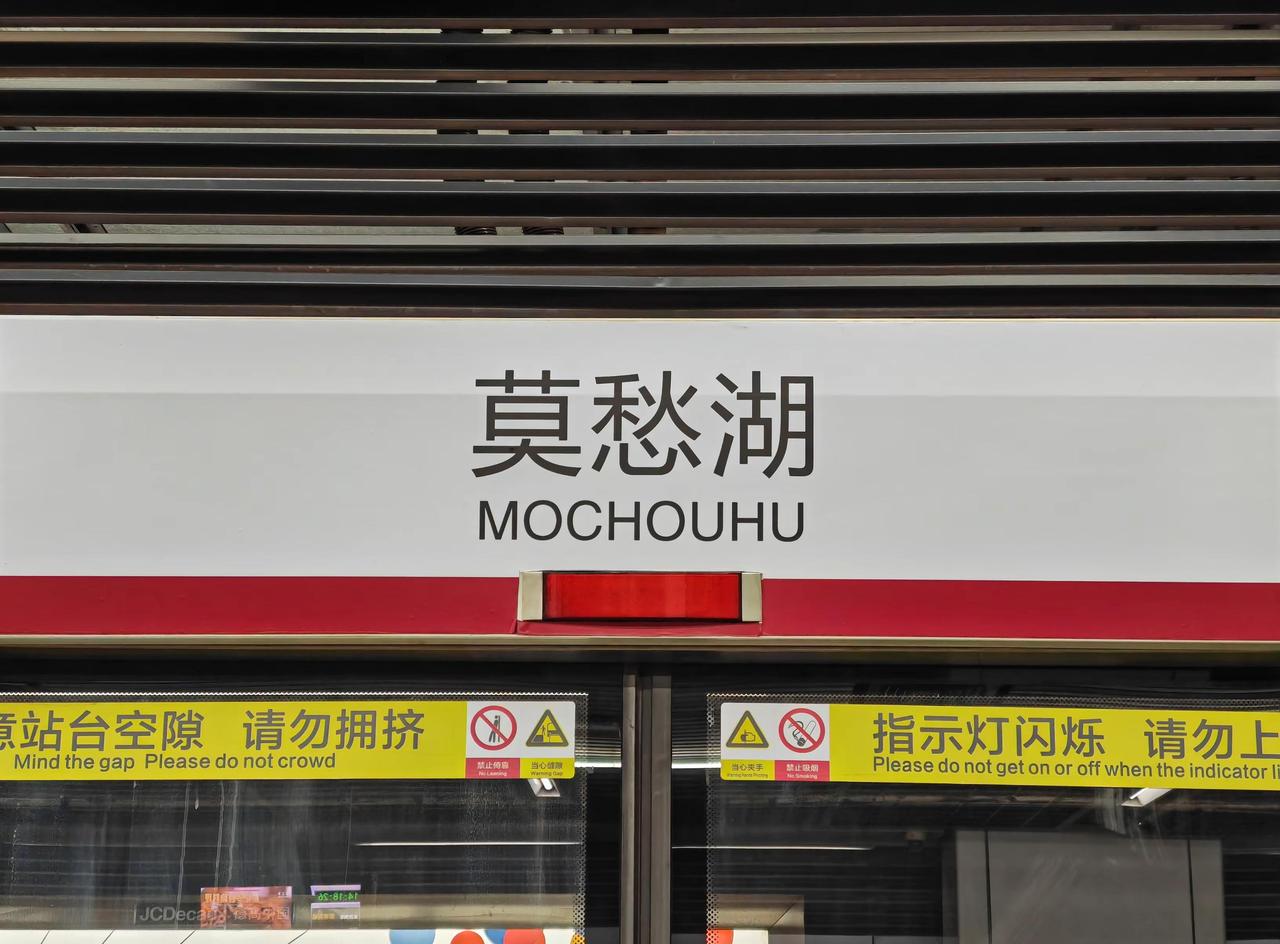 莫愁湖
MOCHOUHU
意站台空隙 请勿拥挤
Mind the gap Please do not crowd
禁止倚靠
No Leaning
当心缝隙
Warning Gap
当心夹手
禁止吸烟
No Smoking
指示灯闪烁 请勿上
Please do not get on or off when the indicator li
JCDecaux
14:18:26